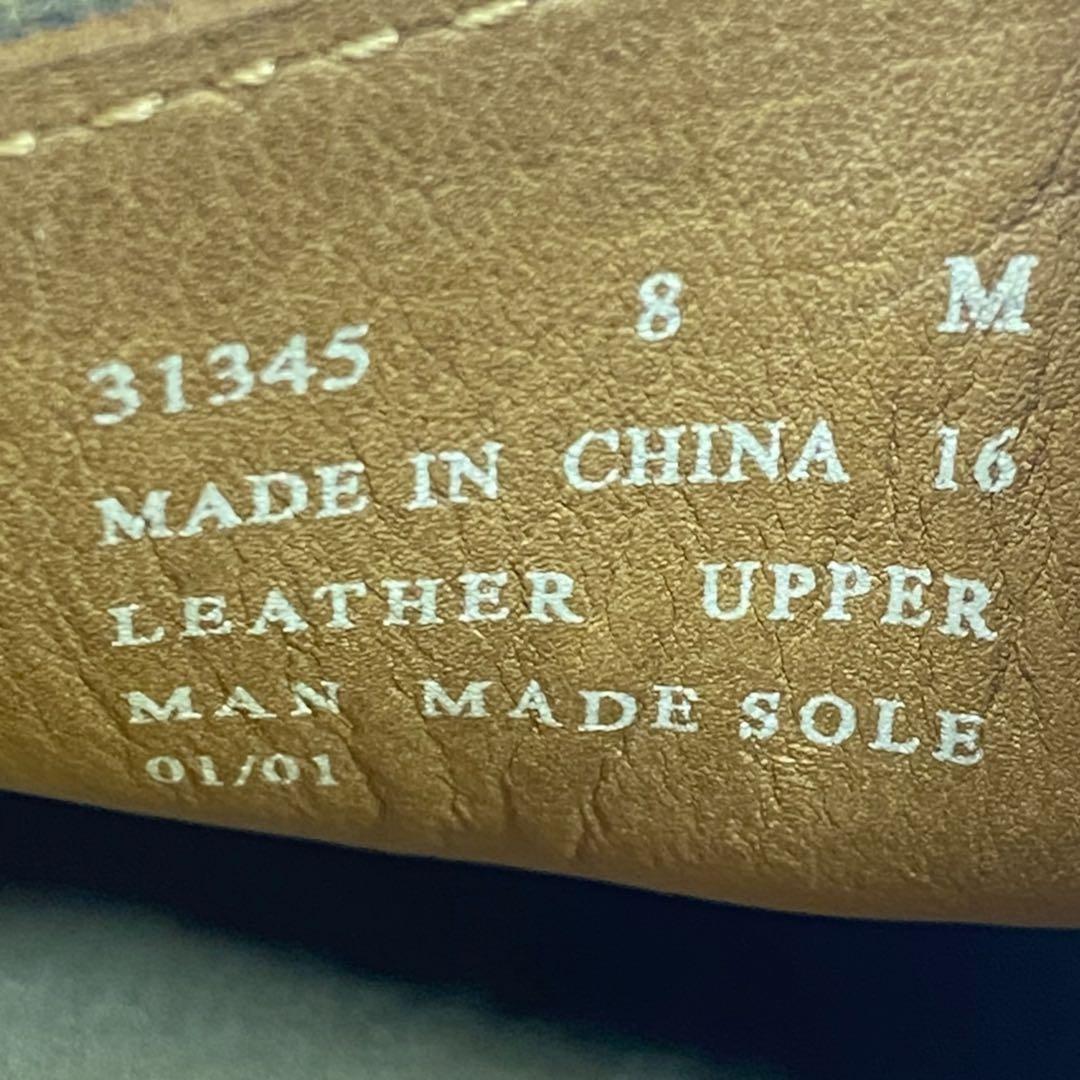 31345 8 M
MADE IN CHINA 16
LEATHER UPPER
MAN MADE SOLE
01/01